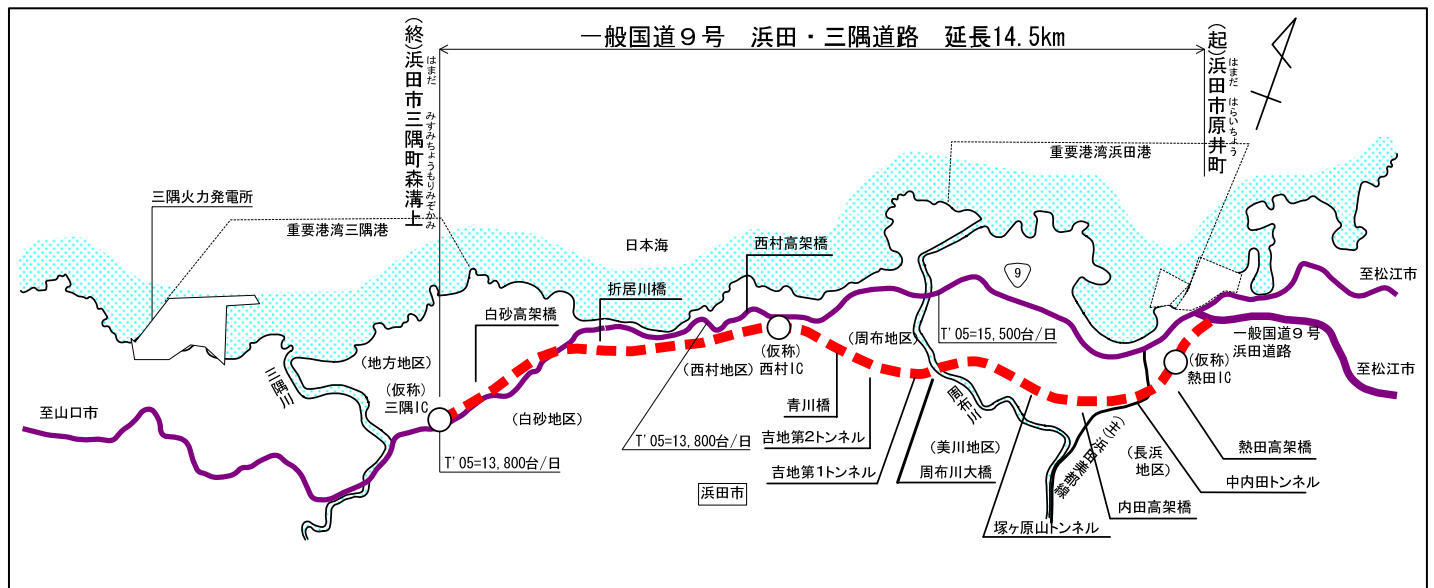 一般国道９号　浜田・三隅道路　延長14.5km
(終)浜田市三隅町森溝上
はまだ
みすみちょうもりみぞかみ
(起)浜田市原井町
はまだ
はらいちょう
重要港湾浜田港
三隅火力発電所
重要港湾三隅港
日本海
西村高架橋
折居川橋
白砂高架橋
9
至松江市
T'05=15,500台/日
一般国道９号
浜田道路
至松江市
(地方地区)
三隅川
(仮称)
三隅IC
至山口市
(白砂地区)
T'05=13,800台/日
(西村地区)
(仮称)
西村IC
T'05=13,800台/日
(周布地区)
周布川
(仮称)
熱田IC
青川橋
吉地第2トンネル
吉地第1トンネル
(美川地区)
周布川大橋
(主)浜田美都線
(長浜
地区)
熱田高架橋
中内田トンネル
内田高架橋
塚ヶ原山トンネル
浜田市